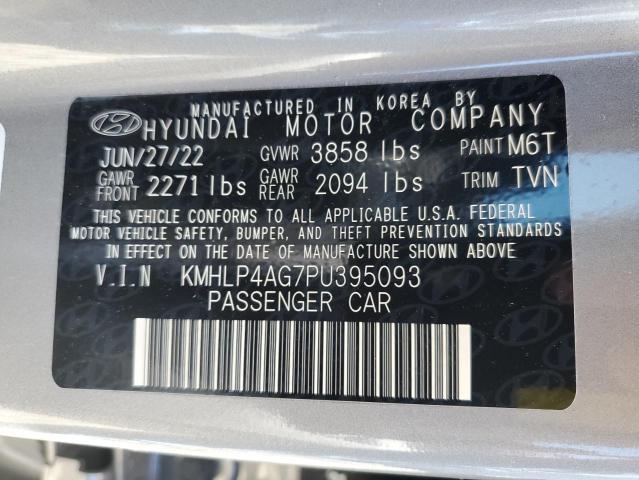 MANUFACTURED IN KOREA BY
HYUNDAI MOTOR COMPANY
JUN/27/22 GVWR 3858 lbs PAINT M6T
GAWR FRONT 2271 lbs GAWR REAR 2094 lbs TRIM TVN
THIS VEHICLE CONFORMS TO ALL APPLICABLE U.S.A. FEDERAL
MOTOR VEHICLE SAFETY, BUMPER, AND THEFT PREVENTION STANDARDS
IN EFFECT ON THE DATE OF MANUFACTURE SHOWN ABOVE
V.I.N KMHLP4AG7PU395093
PASSENGER CAR